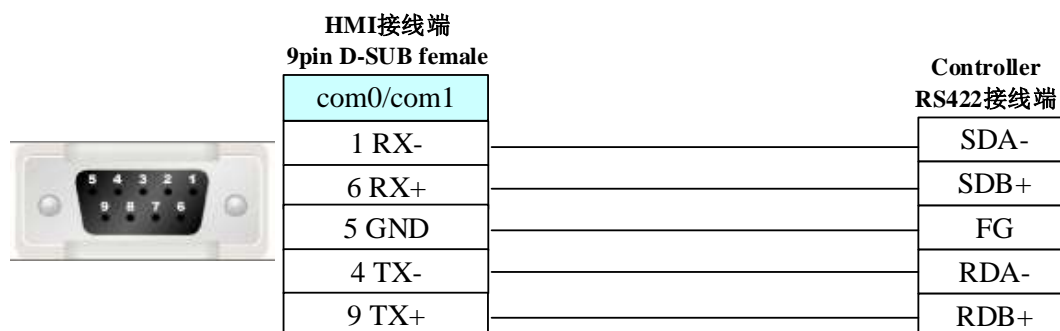 HMI接线端
9pin D-SUB female
Controller
RS422接线端
com0/com1
1 RX-
SDA-
6 RX+
SDB+
5 GND
FG
4 TX-
RDA-
9 TX+
RDB+
5 4 3 2 1
9 8 7 6